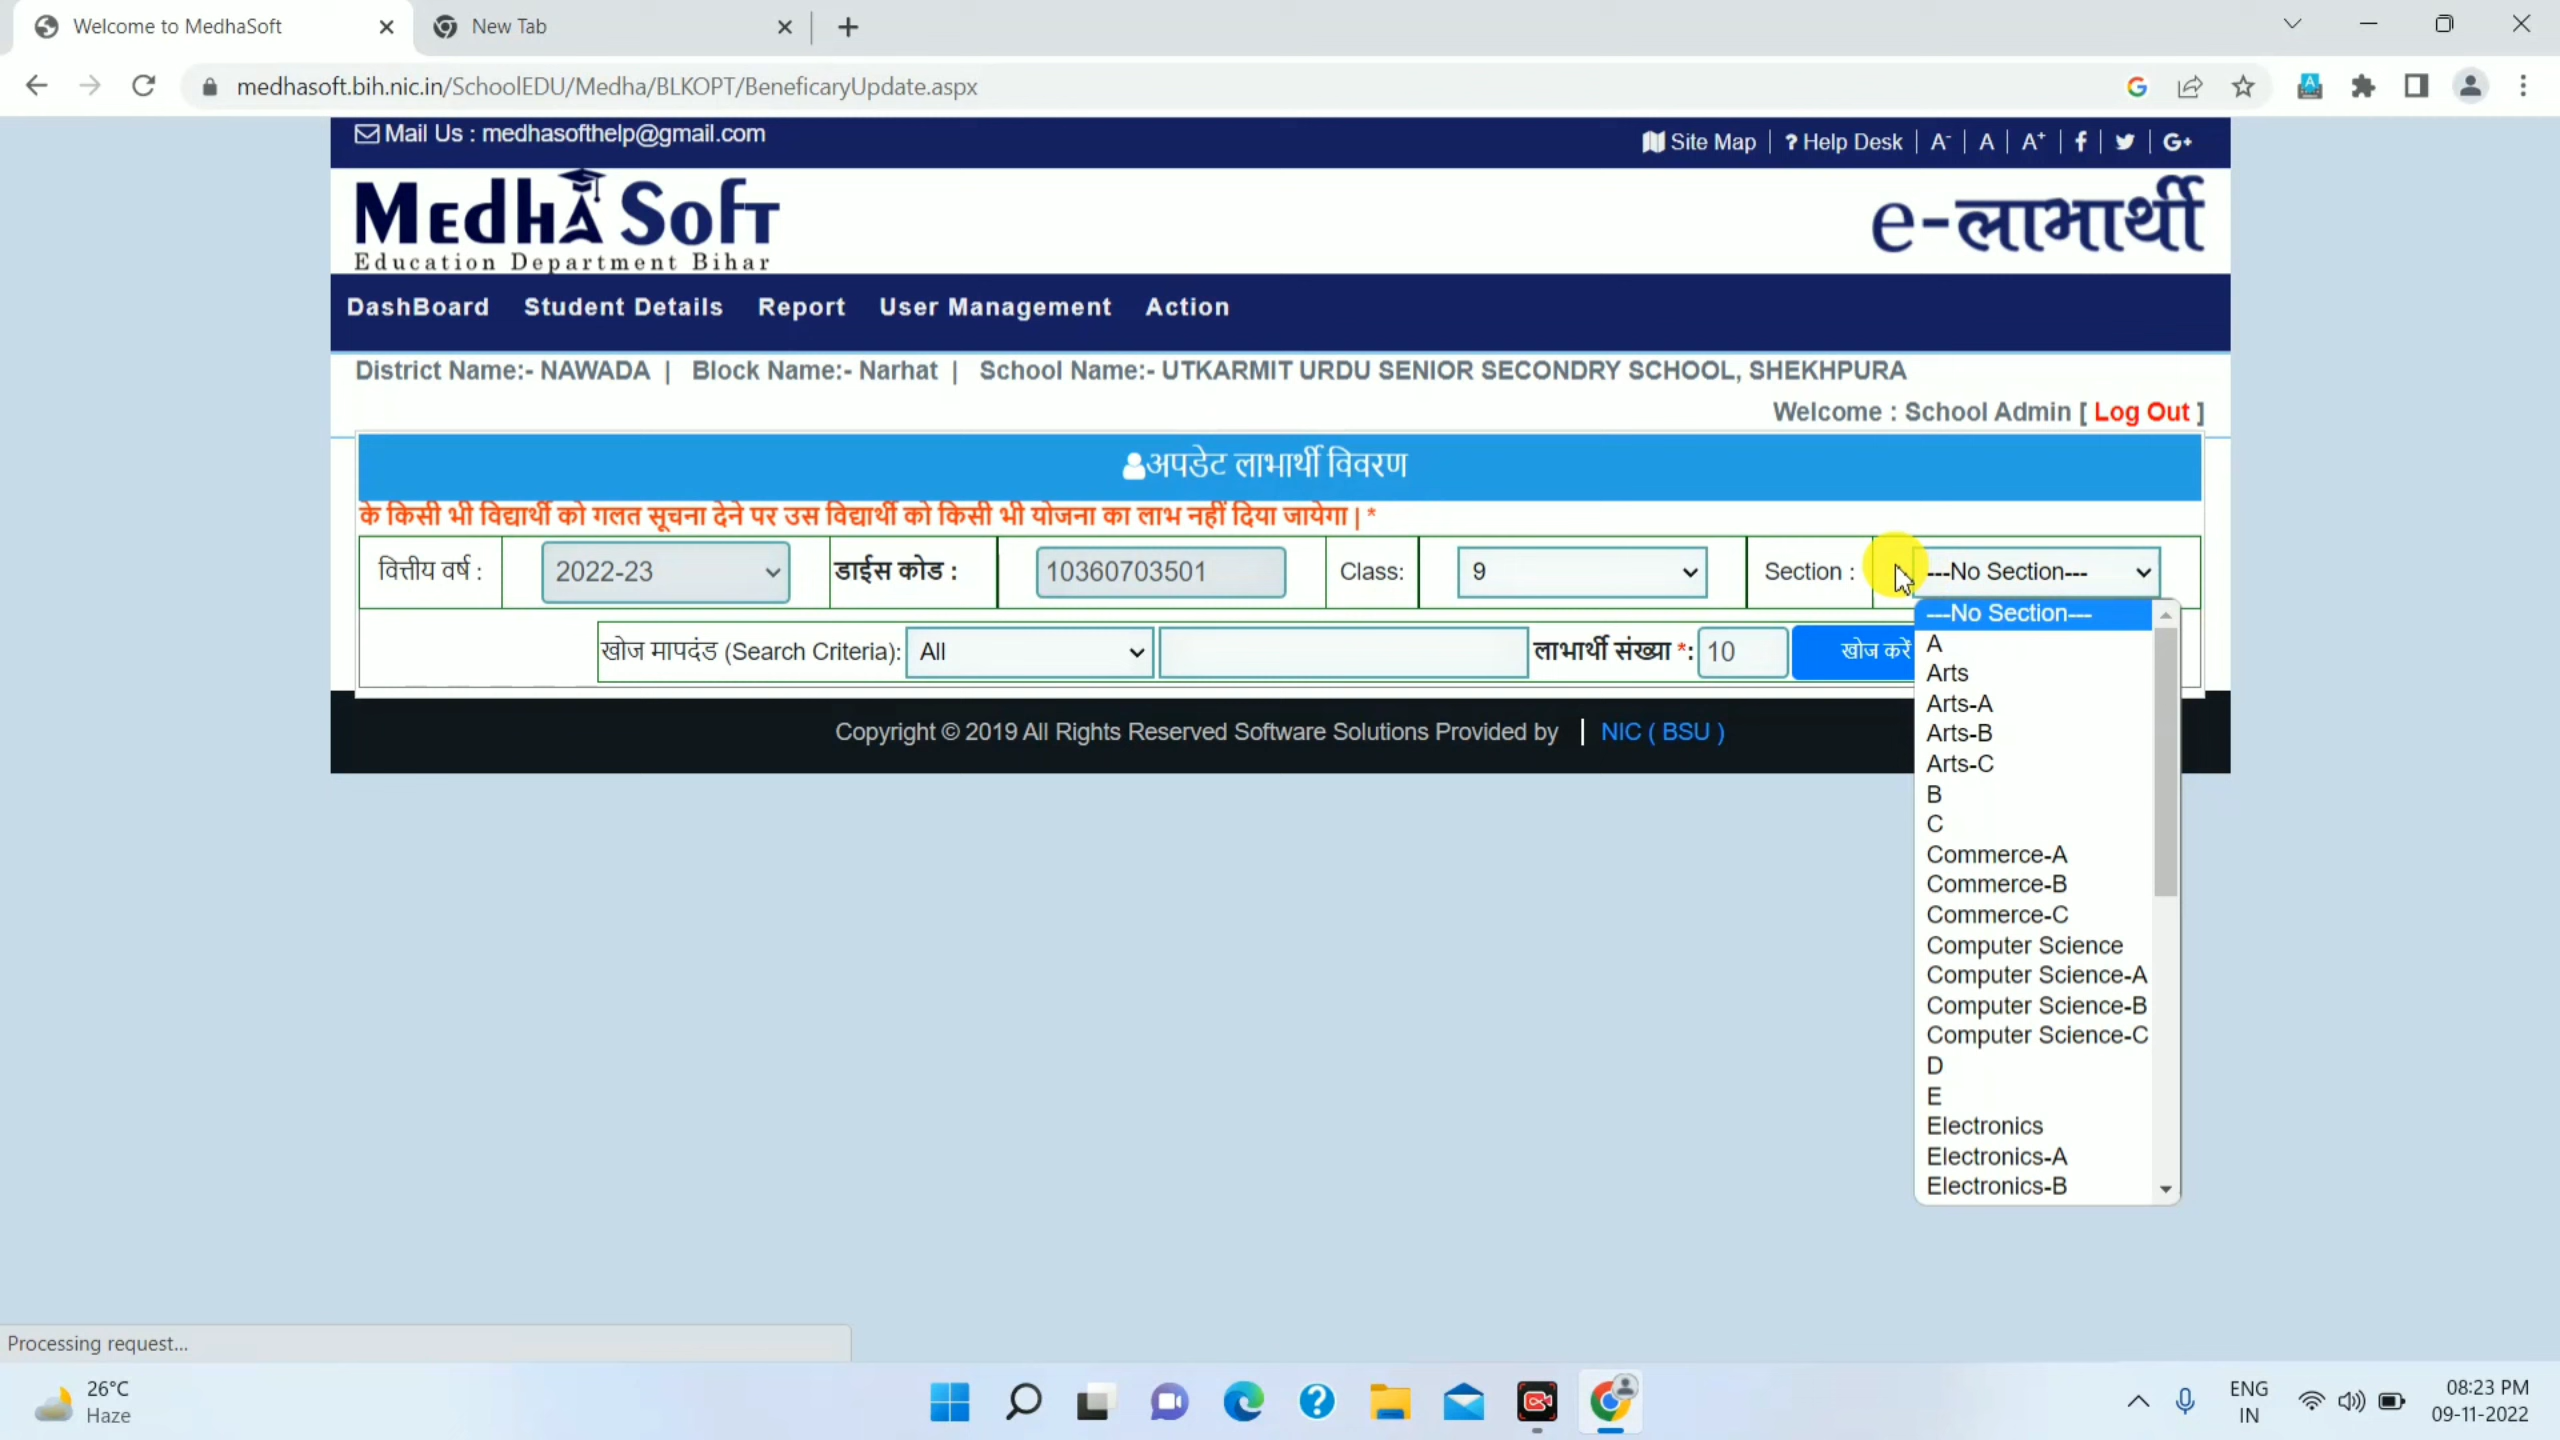 Welcome to MedhaSoft
New Tab
medhasoft.bih.nic.in/SchoolEDU/Medha/BLKOPT/BeneficaryUpdate.aspx
Mail Us : medhasofthelp@gmail.com
Site Map | ? Help Desk | A- | A | A+ | f | G+
MEDHA SOFT
Education Department Bihar
e-लाभार्थी
DashBoard Student Details Report User Management Action
District Name:- NAWADA | Block Name:- Narhat | School Name:- UTKARMIT URDU SENIOR SECONDRY SCHOOL, SHEKHPURA
Welcome : School Admin [ Log Out ]
अपडेट लाभार्थी विवरण
के किसी भी विद्यार्थी को गलत सूचना देने पर उस विद्यार्थी को किसी भी योजना का लाभ नहीं दिया जायेगा | *
वित्तीय वर्ष : 2022-23 डाईस कोड : 10360703501 Class: 9 Section : ---No Section---
खोज मापदंड (Search Criteria): All लाभार्थी संख्या *: 10 खोज करें
---No Section---
A
Arts
Arts-A
Arts-B
Arts-C
B
C
Commerce-A
Commerce-B
Commerce-C
Computer Science
Computer Science-A
Computer Science-B
Computer Science-C
D
E
Electronics
Electronics-A
Electronics-B
Copyright © 2019 All Rights Reserved Software Solutions Provided by | NIC ( BSU )
Processing request...
26°C
Haze
ENG
IN
08:23 PM
09-11-2022